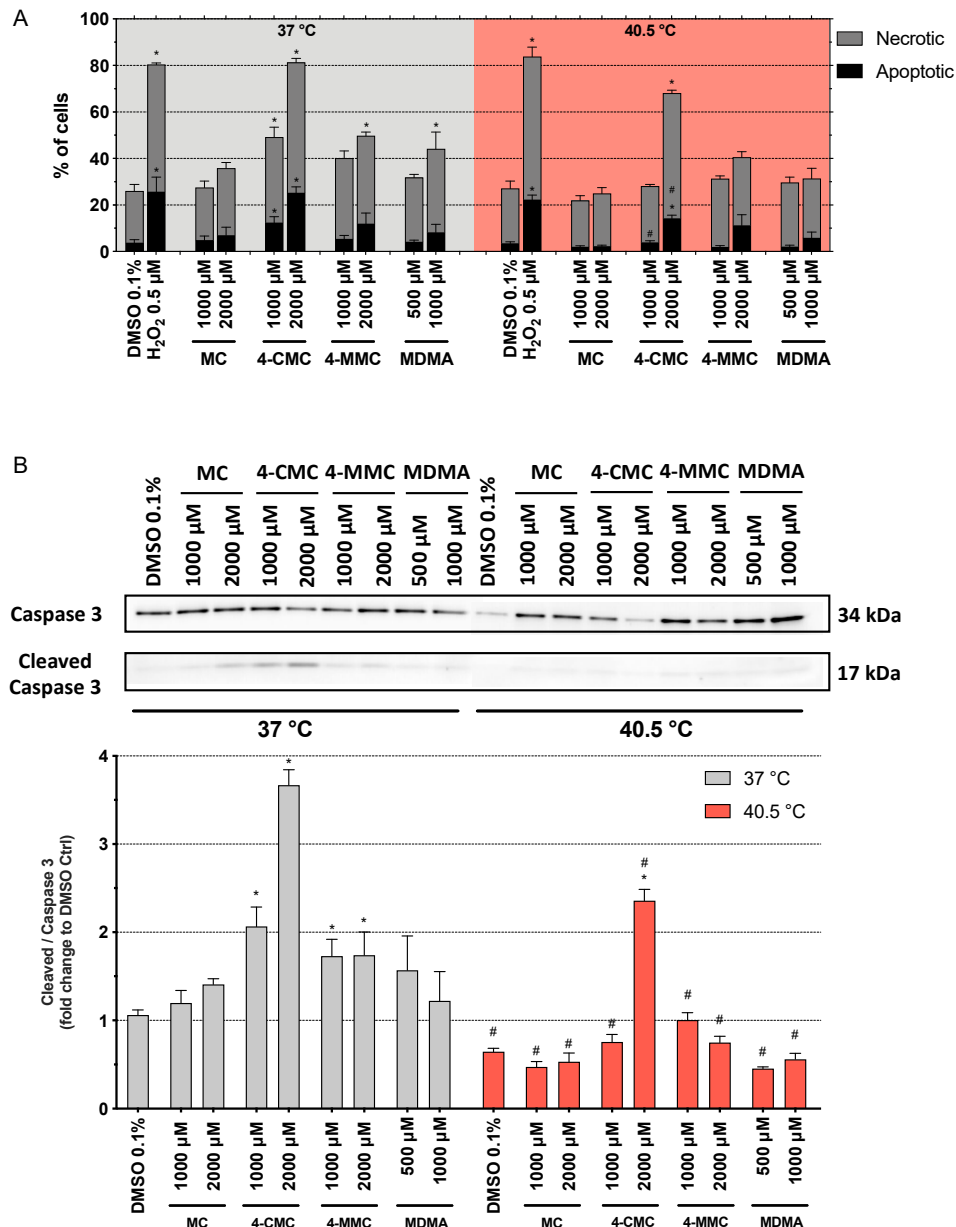 A
37 °C
40.5 °C
Necrotic
Apoptotic
% of cells
100
80
60
40
20
0
* * * * * * * * *
* * * # # *
DMSO 0.1%
H₂O₂ 0.5 µM
1000 µM
2000 µM
1000 µM
2000 µM
1000 µM
2000 µM
500 µM
1000 µM
DMSO 0.1%
H₂O₂ 0.5 µM
1000 µM
2000 µM
1000 µM
2000 µM
1000 µM
2000 µM
500 µM
1000 µM
MC 4-CMC 4-MMC MDMA MC 4-CMC 4-MMC MDMA
B
MC 4-CMC 4-MMC MDMA MC 4-CMC 4-MMC MDMA
DMSO 0.1%
1000 µM
2000 µM
1000 µM
2000 µM
1000 µM
2000 µM
500 µM
1000 µM
DMSO 0.1%
1000 µM
2000 µM
1000 µM
2000 µM
1000 µM
2000 µM
500 µM
1000 µM
Caspase 3
34 kDa
Cleaved
Caspase 3
17 kDa
37 °C
40.5 °C
Cleaved / Caspase 3
(fold change to DMSO Ctrl)
4
3
2
1
0
37 °C
40.5 °C
* * * *
# # # # # * # # # #
DMSO 0.1%
1000 µM
2000 µM
1000 µM
2000 µM
1000 µM
2000 µM
500 µM
1000 µM
DMSO 0.1%
1000 µM
2000 µM
1000 µM
2000 µM
1000 µM
2000 µM
500 µM
1000 µM
MC 4-CMC 4-MMC MDMA MC 4-CMC 4-MMC MDMA